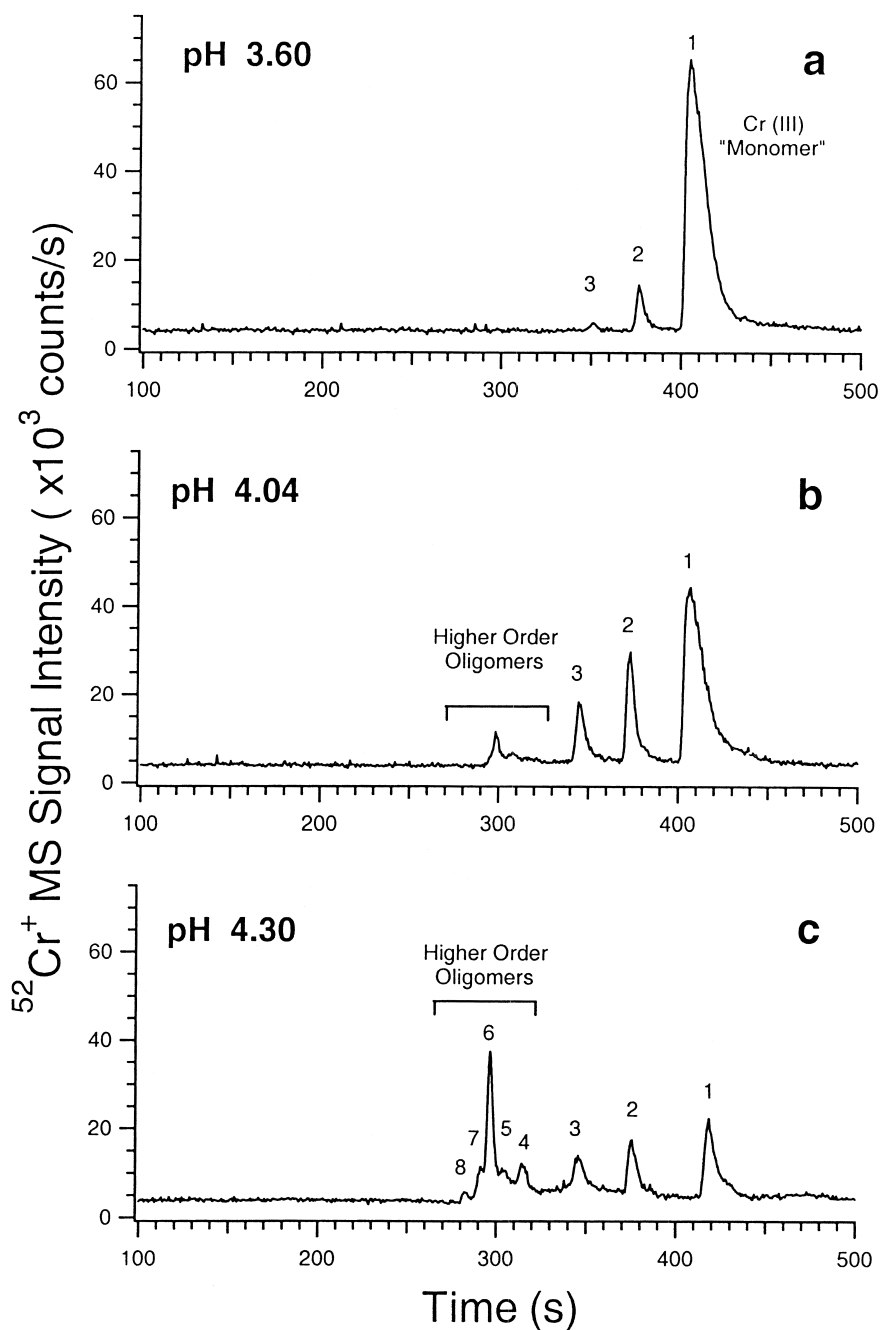 pH 3.60
a
1
Cr (III)
"Monomer"
2
3
60
40
20
0
100
200
300
400
500
pH 4.04
b
1
2
3
Higher Order
Oligomers
60
40
20
0
100
200
300
400
500
pH 4.30
c
Higher Order
Oligomers
6
7
5
4
8
3
2
1
60
40
20
0
100
200
300
400
500
52Cr+ MS Signal Intensity ( x103 counts/s)
Time (s)